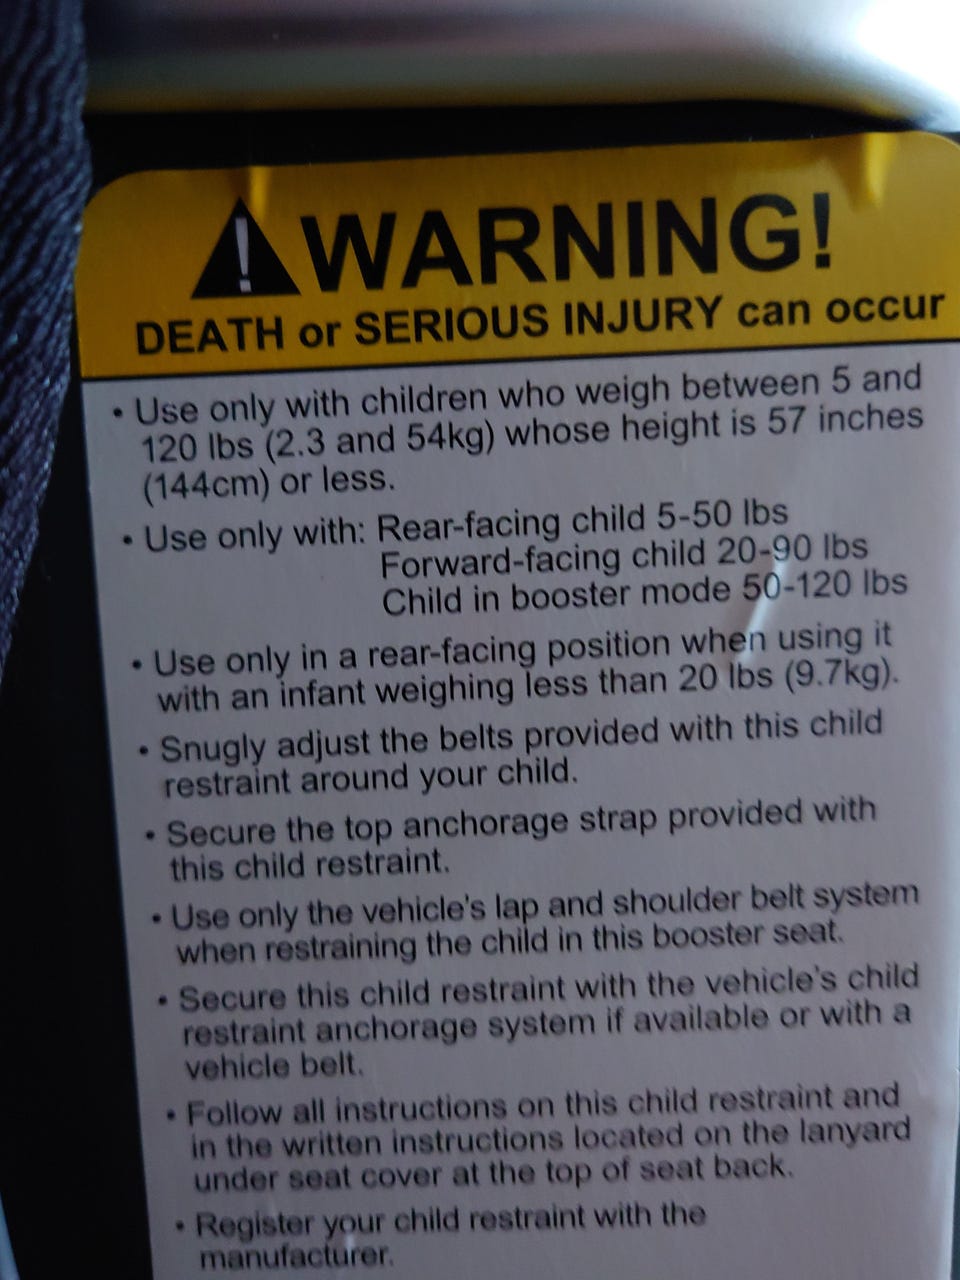 WARNING!
DEATH or SERIOUS INJURY can occur
• Use only with children who weigh between 5 and
120 lbs (2.3 and 54kg) whose height is 57 inches
(144cm) or less.
• Use only with: Rear-facing child 5-50 lbs
Forward-facing child 20-90 lbs
Child in booster mode 50-120 lbs
• Use only in a rear-facing position when using it
with an infant weighing less than 20 lbs (9.7kg).
• Snugly adjust the belts provided with this child
restraint around your child.
• Secure the top anchorage strap provided with
this child restraint.
• Use only the vehicle's lap and shoulder belt system
when restraining the child in this booster seat.
• Secure this child restraint with the vehicle's child
restraint anchorage system if available or with a
vehicle belt.
• Follow all instructions on this child restraint and
in the written instructions located on the lanyard
under seat cover at the top of seat back.
• Register your child restraint with the
manufacturer.